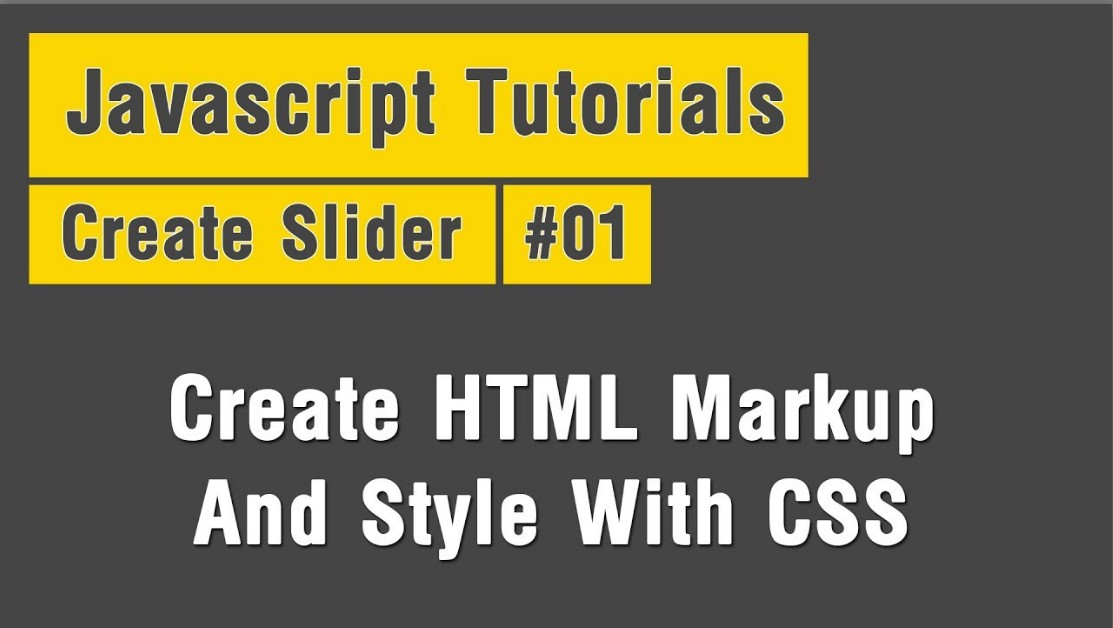 Javascript Tutorials
Create Slider #01
Create HTML Markup
And Style With CSS